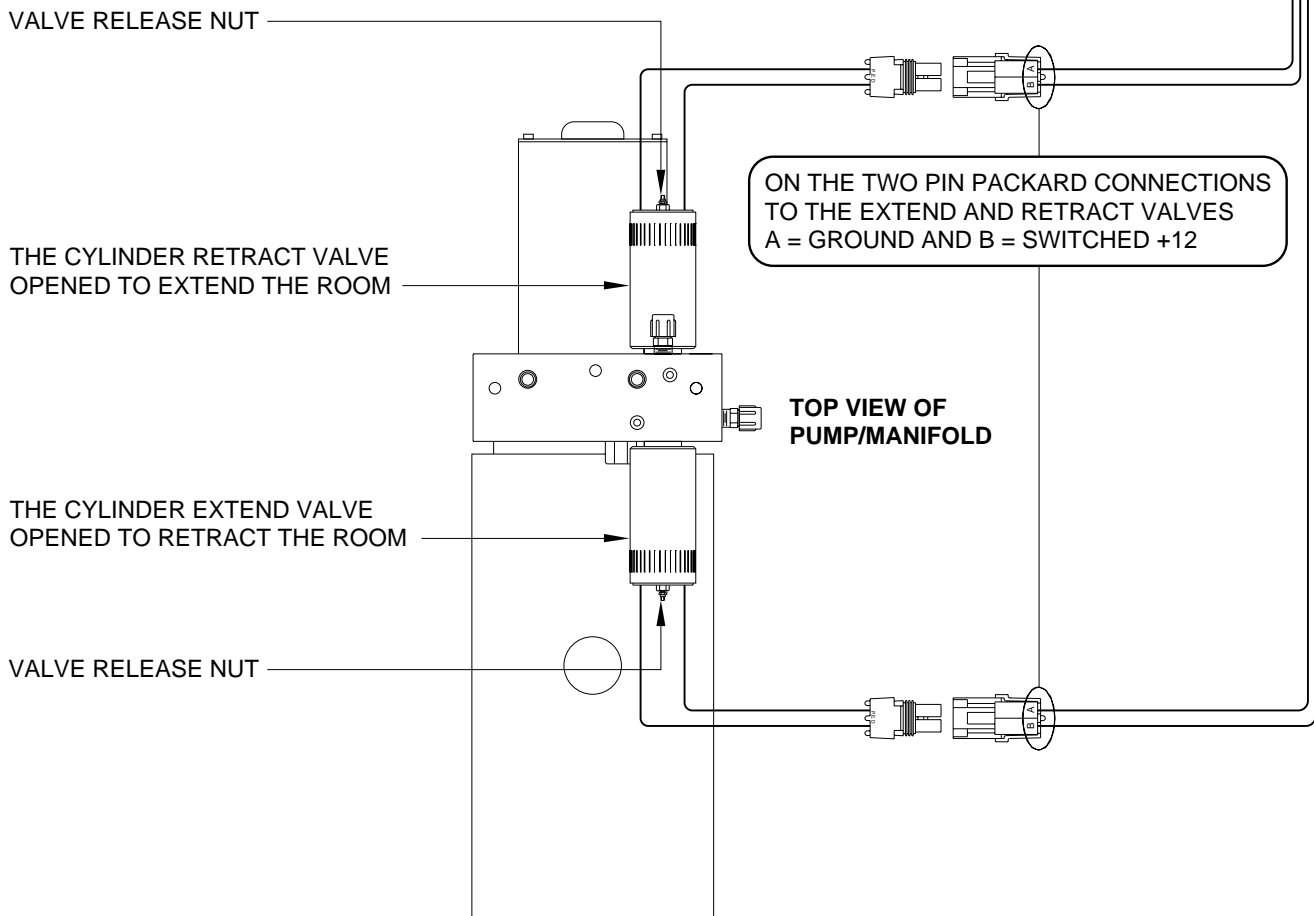 VALVE RELEASE NUT
A
B
ON THE TWO PIN PACKARD CONNECTIONS
TO THE EXTEND AND RETRACT VALVES
A = GROUND AND B = SWITCHED +12
THE CYLINDER RETRACT VALVE
OPENED TO EXTEND THE ROOM
TOP VIEW OF
PUMP/MANIFOLD
THE CYLINDER EXTEND VALVE
OPENED TO RETRACT THE ROOM
VALVE RELEASE NUT
A
B